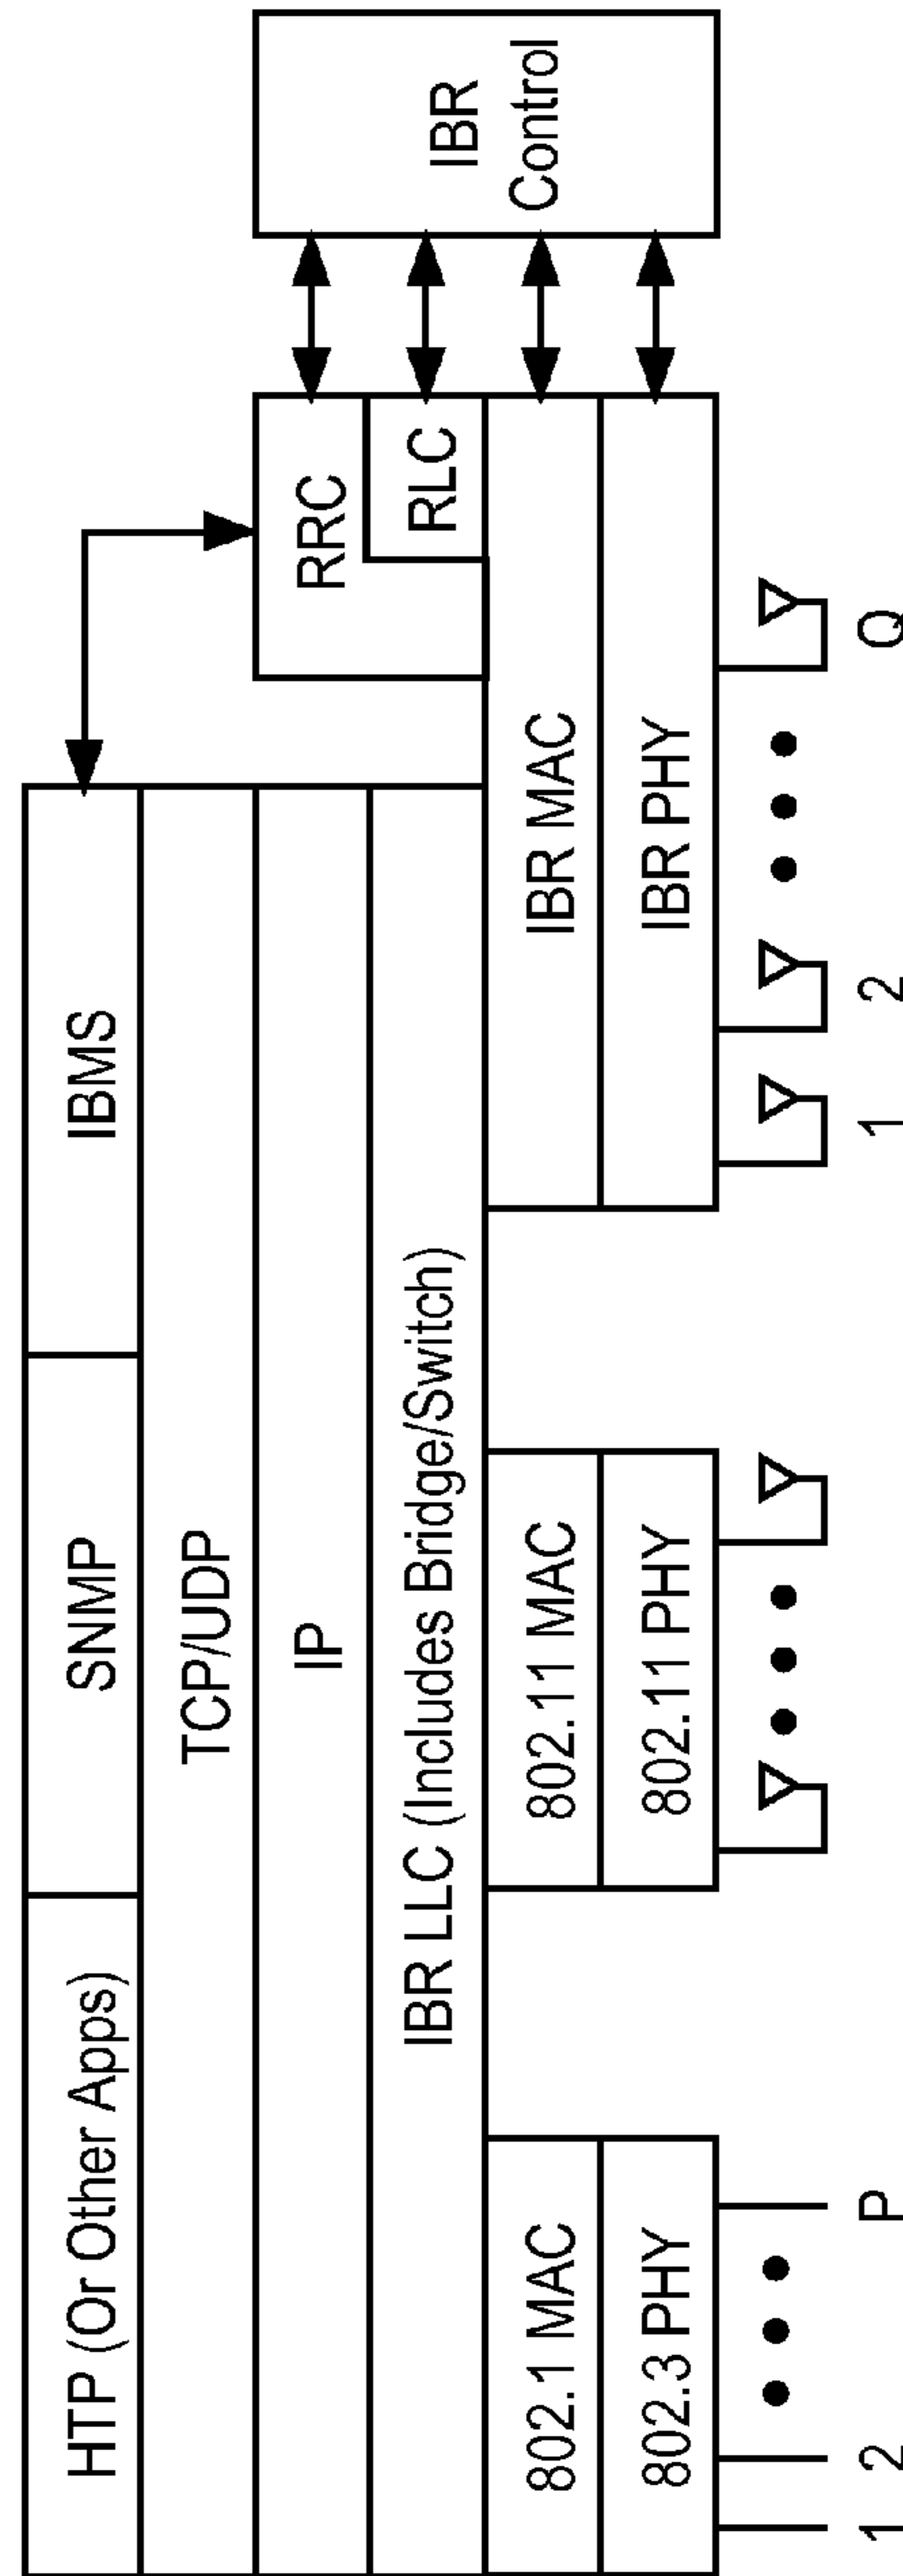 HTP (Or Other Apps)
SNMP
IBMS
TCP/UDP
IP
IBR LLC (Includes Bridge/Switch)
RRC
RLC
IBR
Control
802.1 MAC
802.11 MAC
IBR MAC
802.3 PHY
802.11 PHY
IBR PHY
1 2 P
1 2 Q